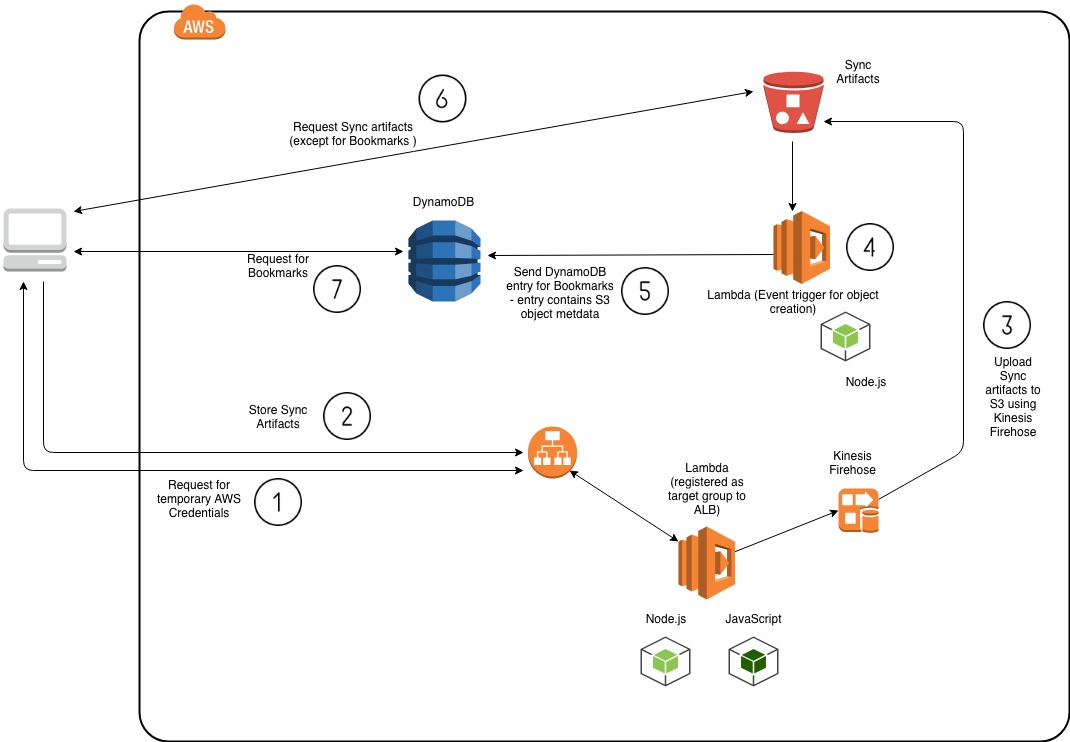 AWS
Sync
Artifacts
6
Request Sync artifacts
(except for Bookmarks )
DynamoDB
4
Request for
Bookmarks
7
Send DynamoDB
entry for Bookmarks
- entry contains S3
object metdata
5
Lambda (Event trigger for object
creation)
3
Node.js
Upload
Sync
artifacts to
S3 using
Kinesis
Firehose
Store Sync
Artifacts
2
Request for
temporary AWS
Credentials
1
Lambda
(registered as
target group to
ALB)
Kinesis
Firehose
Node.js
JavaScript